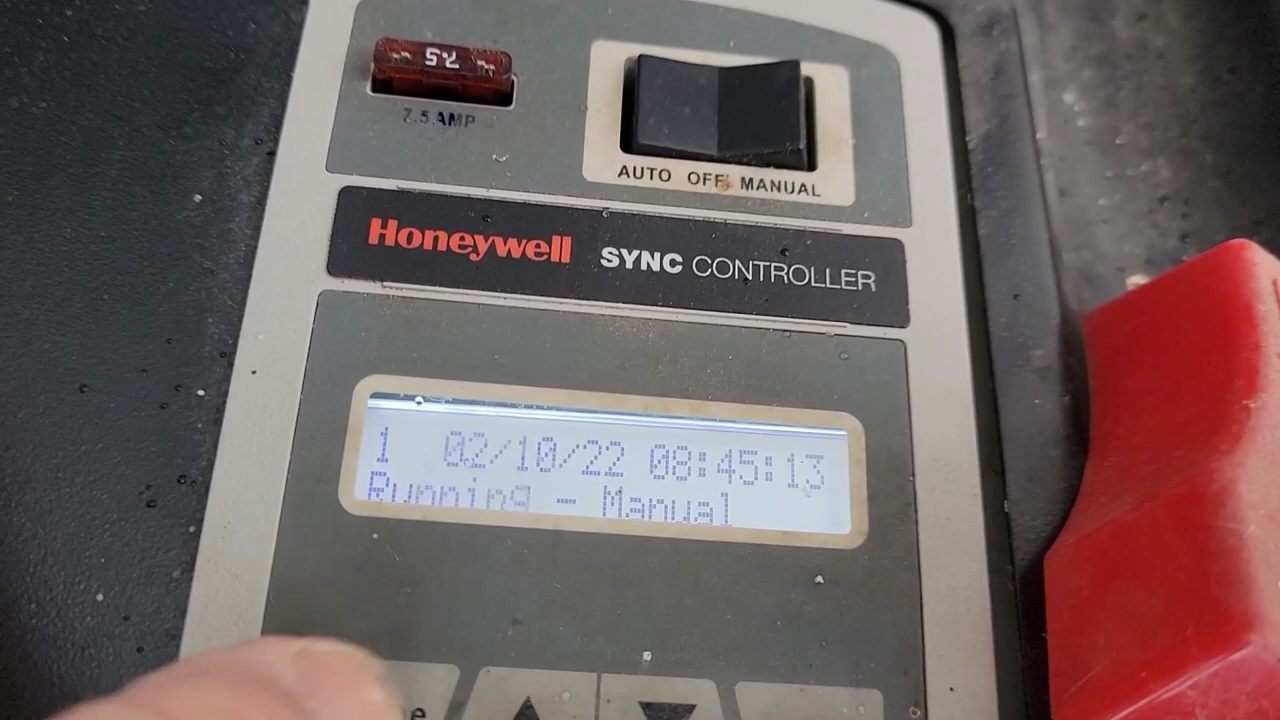 7.5
7.5 AMP
AUTO OFF MANUAL
Honeywell SYNC CONTROLLER
1 02/10/22 08:45:13
Running - Manual